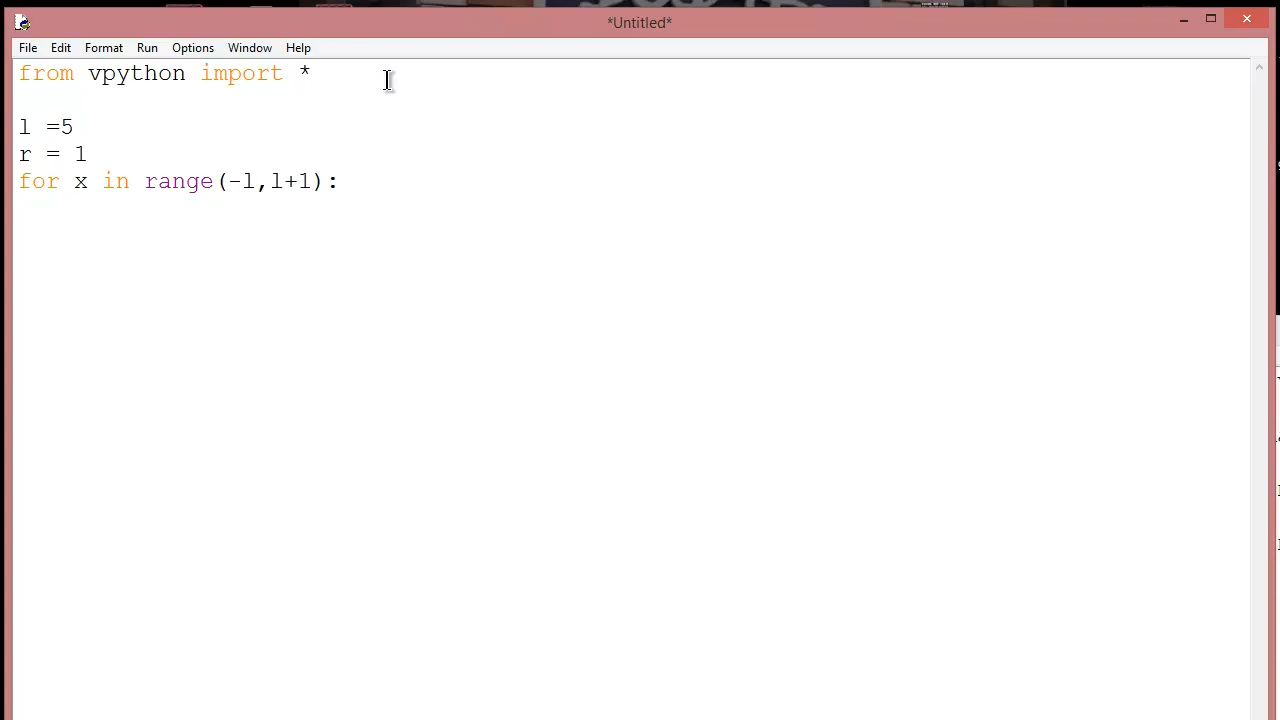 *Untitled*
File Edit Format Run Options Window Help
from vpython import *
l =5
r = 1
for x in range(-l,l+1):